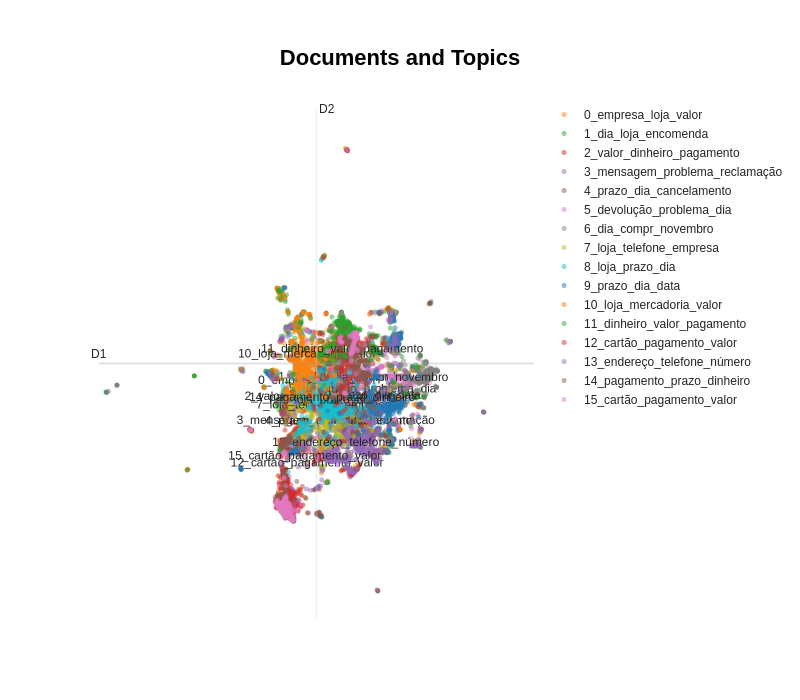 Documents and Topics
D2
D1
0_empresa_loja_valor
1_dia_loja_encomenda
2_valor_dinheiro_pagamento
3_mensagem_problema_reclamação
4_prazo_dia_cancelamento
5_devolução_problema_dia
6_dia_compr_novembro
7_loja_telefone_empresa
8_loja_prazo_dia
9_prazo_dia_data
10_loja_mercadoria_valor
11_dinheiro_valor_pagamento
12_cartão_pagamento_valor
13_endereço_telefone_número
14_pagamento_prazo_dinheiro
15_cartão_pagamento_valor
11_dinheiro_valor_pagamento
14_pagamento_prazo_dinheiro
15_cartão_pagamento_valor
12_cartão_pagamento_valor